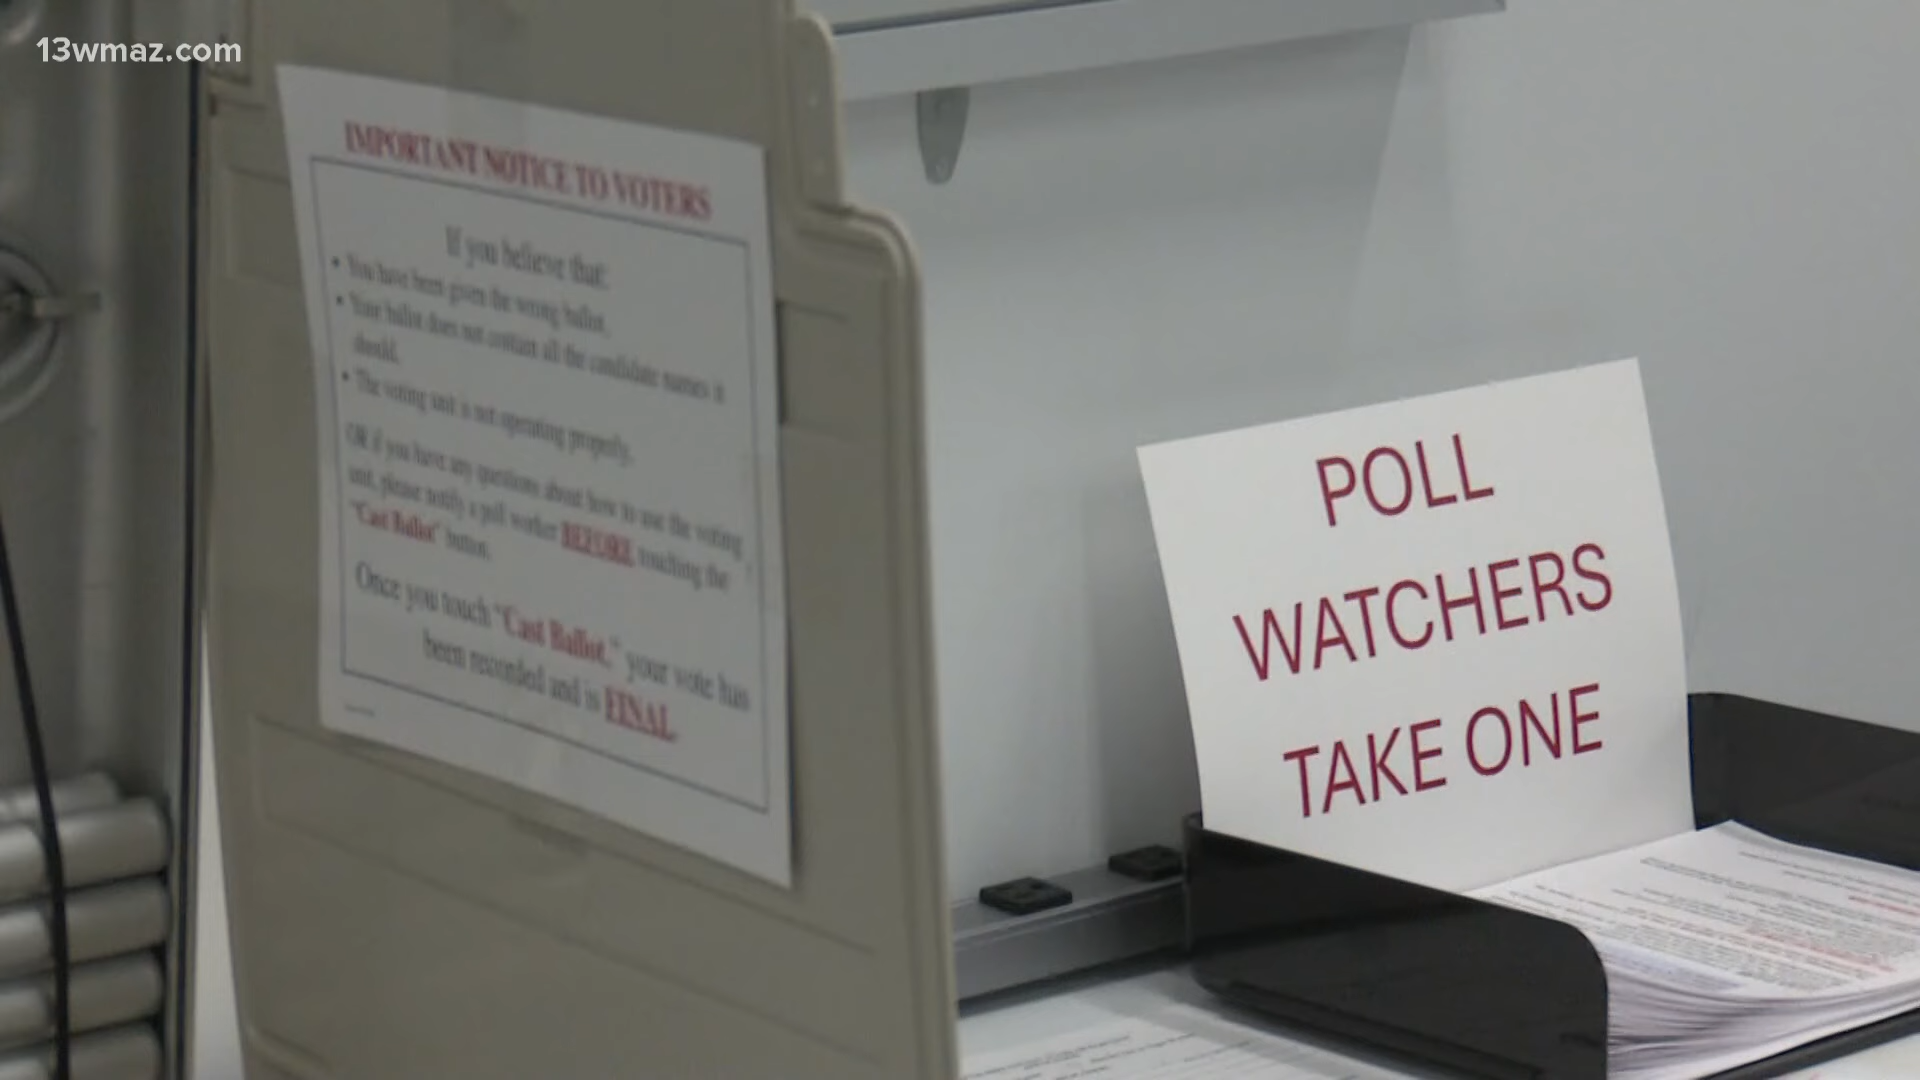 13wmaz.com
IMPORTANT NOTICE TO VOTERS
If you believe that:
• You have been given the wrong ballot.
• Your ballot does not contain all the candidate names it
should.
• The voting unit is not operating properly.
OR if you have any questions about how to use the voting
unit, please notify a poll worker BEFORE touching the
"Cast Ballot" button.
Once you touch "Cast Ballot," your vote has
been recorded and is FINAL.
POLL
WATCHERS
TAKE ONE